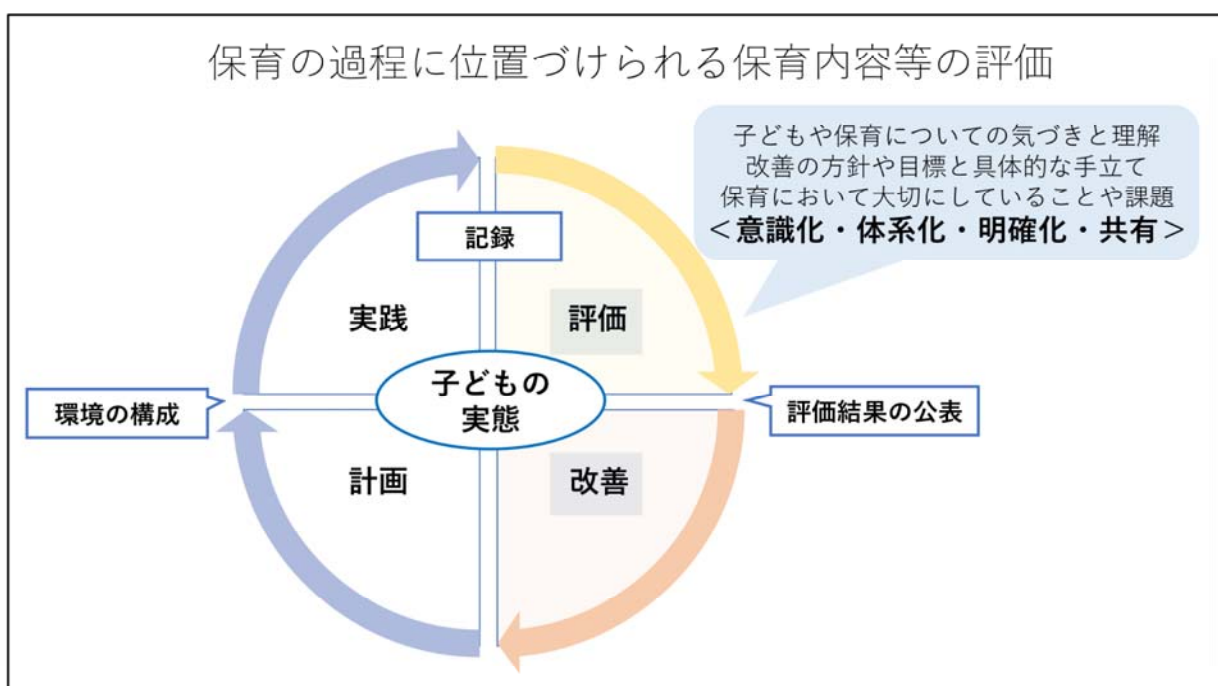 保育の過程に位置づけられる保育内容等の評価
子どもや保育についての気づきと理解
改善の方針や目標と具体的な手立て
保育において大切にしていることや課題
＜意識化・体系化・明確化・共有＞
記録
実践
評価
子どもの
実態
環境の構成
評価結果の公表
計画
改善